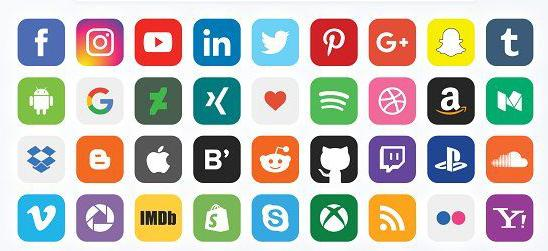 f in t
G+
G a M
B'
IMDb S S Y!